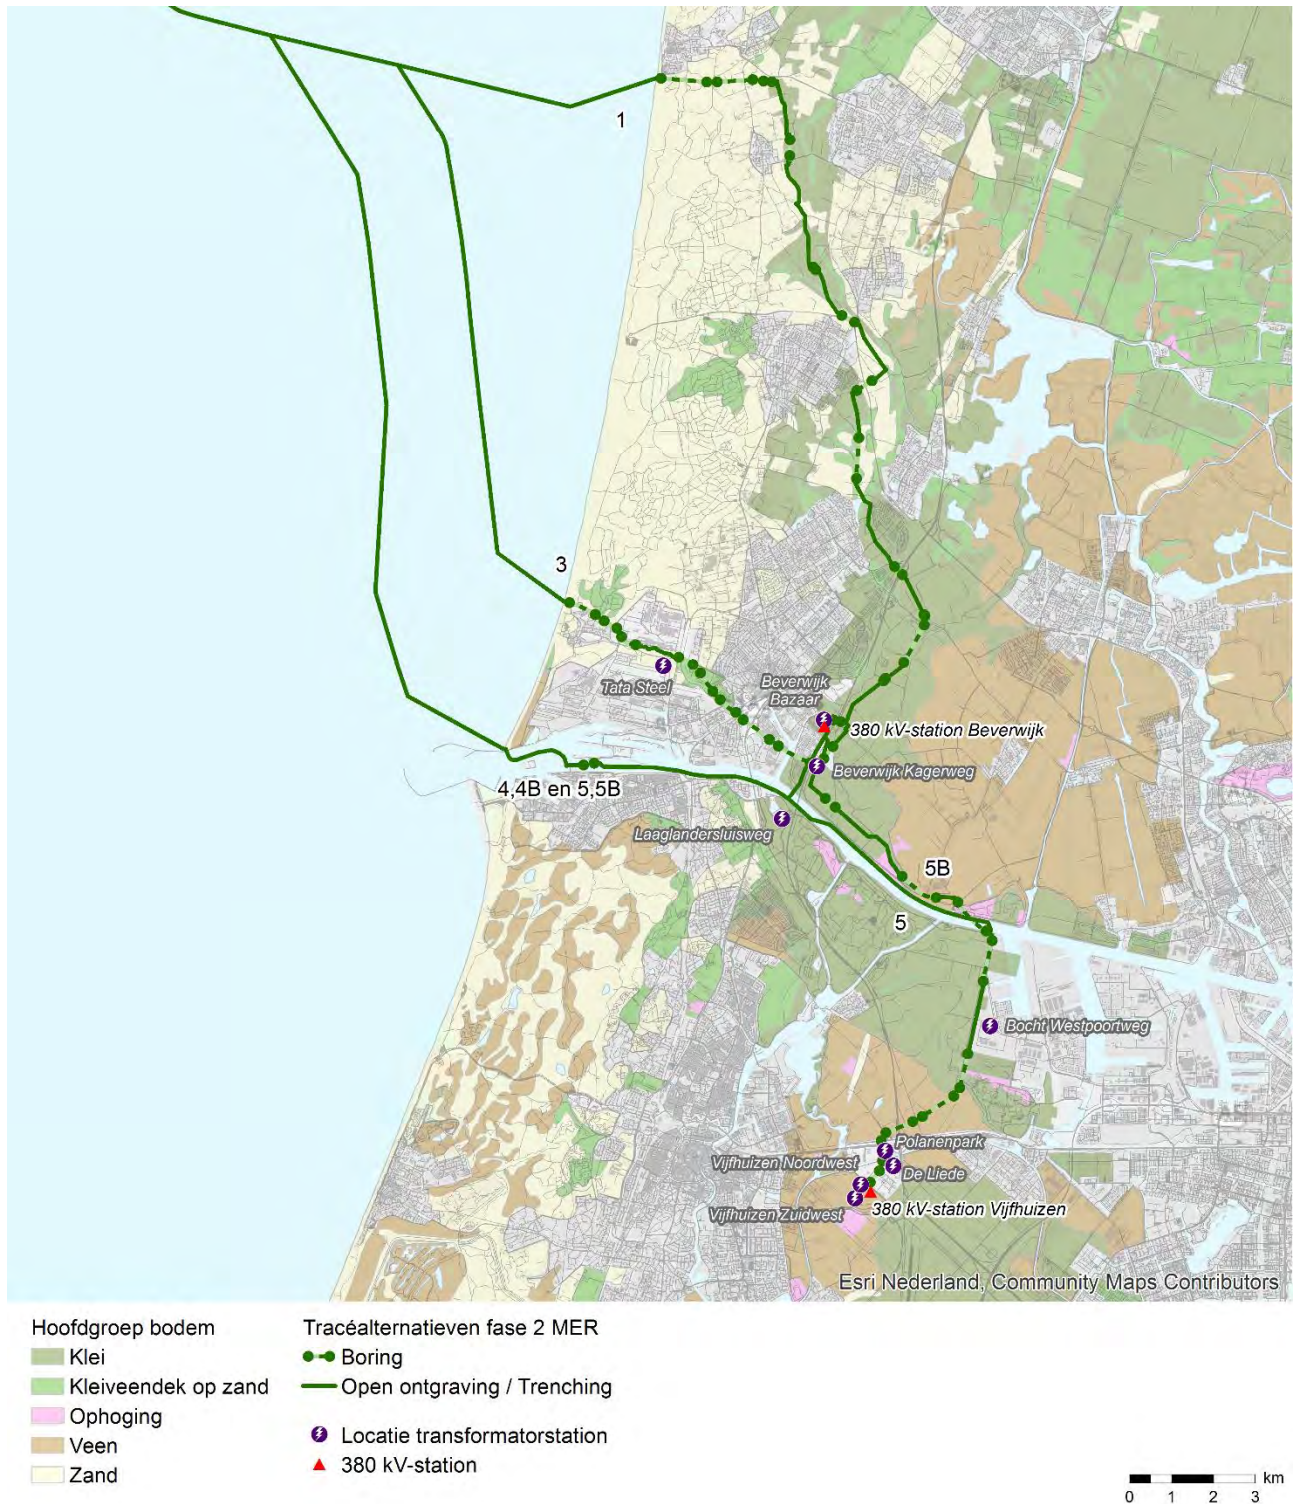 1
3
Tata Steel
Beverwijk
Bazaar
380 kV-station Beverwijk
Beverwijk Kagerweg
4,4B en 5,5B
Laaglandersluisweg
5B
5
Bocht Westpoortweg
Polanenpark
Vijfhuizen Noordwest
De Liede
380 kV-station Vijfhuizen
Vijfhuizen Zuidwest
Esri Nederland, Community Maps Contributors
Hoofdgroep bodem
Klei
Kleiveendek op zand
Ophoging
Veen
Zand
Tracéalternatieven fase 2 MER
Boring
Open ontgraving / Trenching
Locatie transformatorstation
380 kV-station
km
0 1 2 3